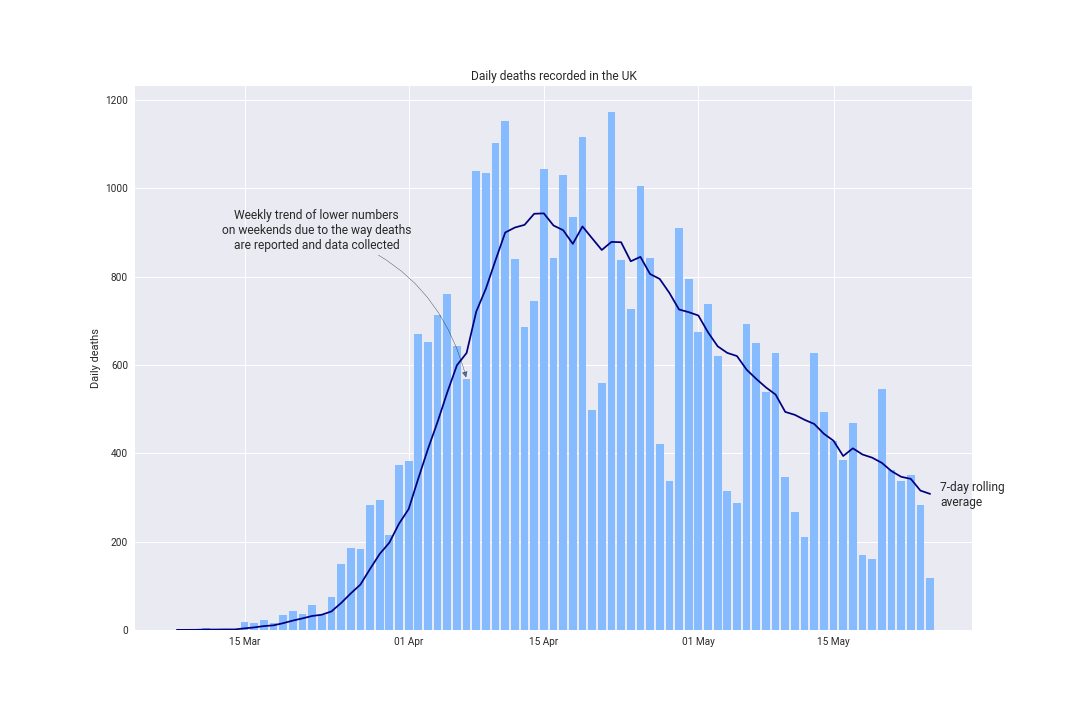 Daily deaths recorded in the UK
1200
1000
800
600
400
200
0
Daily deaths
Weekly trend of lower numbers
on weekends due to the way deaths
are reported and data collected
7-day rolling
average
15 Mar
01 Apr
15 Apr
01 May
15 May